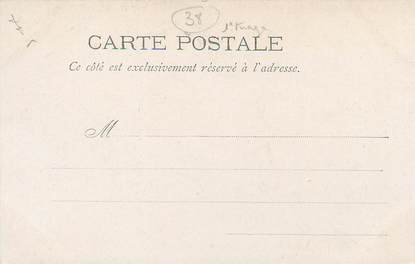 38
CARTE POSTALE
Ce côté est exclusivement réservé à l'adresse.
M